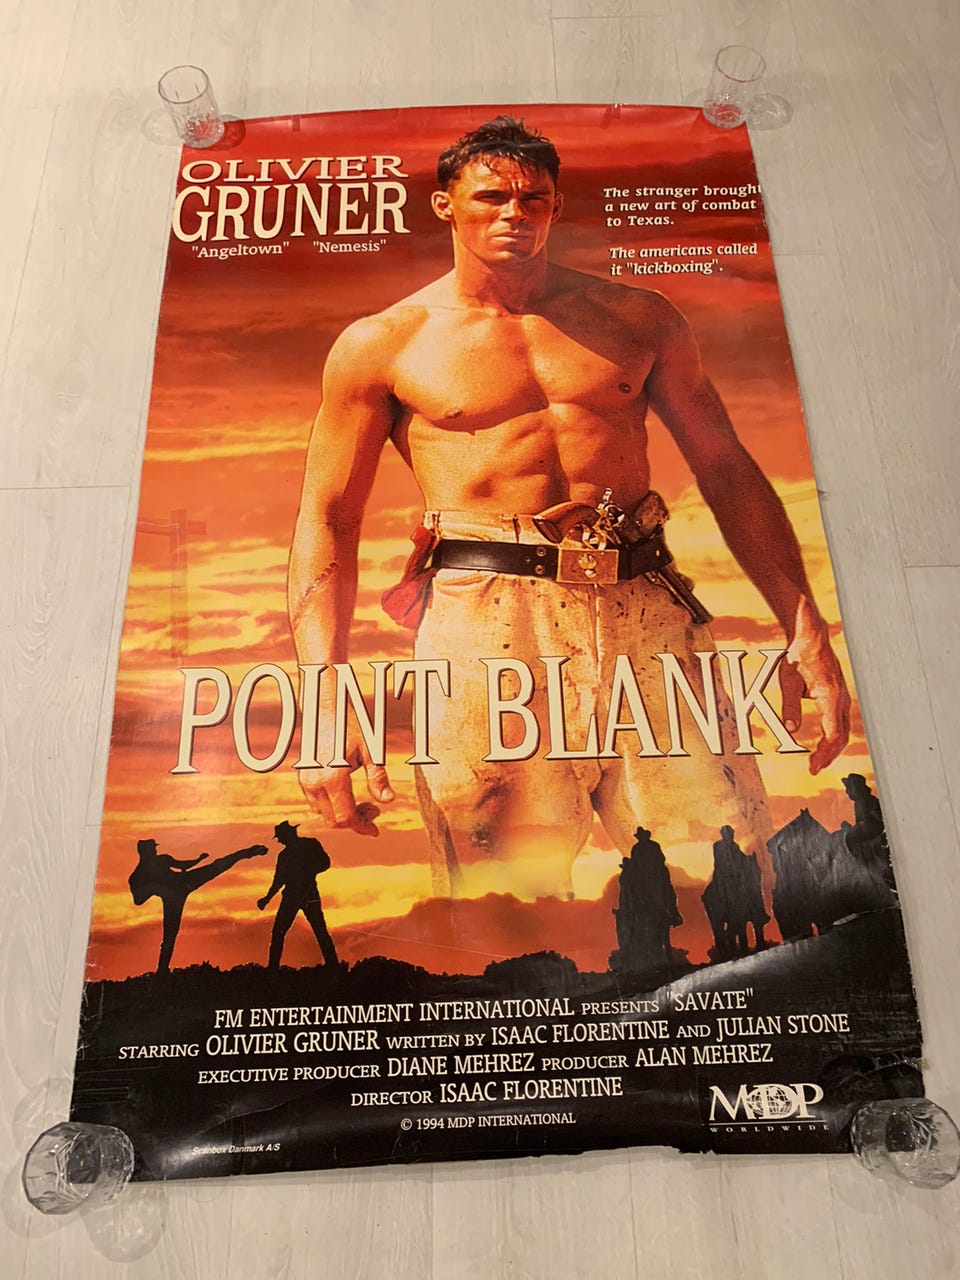 OLIVIER
GRUNER
"Angeltown" "Nemesis"
The stranger brought
a new art of combat
to Texas.
The americans called
it "kickboxing".
POINT BLANK
FM ENTERTAINMENT INTERNATIONAL PRESENTS "SAVATE"
STARRING OLIVIER GRUNER WRITTEN BY ISAAC FLORENTINE AND JULIAN STONE
EXECUTIVE PRODUCER DIANE MEHREZ PRODUCER ALAN MEHREZ
DIRECTOR ISAAC FLORENTINE
© 1994 MDP INTERNATIONAL
MDP
WORLDWIDE
Scanbox Danmark A/S